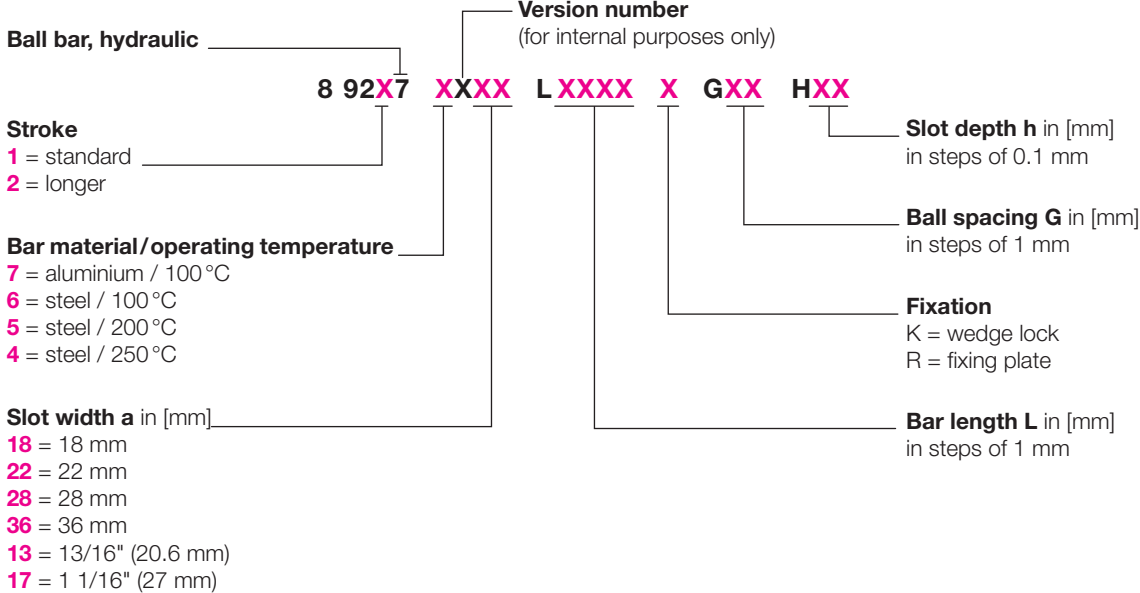 Version number
(for internal purposes only)
Ball bar, hydraulic
8 92X7 XXXX L XXXX X GXX HXX
Stroke
1 = standard
2 = longer
Bar material/operating temperature
7 = aluminium / 100 °C
6 = steel / 100 °C
5 = steel / 200 °C
4 = steel / 250 °C
Slot width a in [mm]
18 = 18 mm
22 = 22 mm
28 = 28 mm
36 = 36 mm
13 = 13/16" (20.6 mm)
17 = 1 1/16" (27 mm)
Slot depth h in [mm]
in steps of 0.1 mm
Ball spacing G in [mm]
in steps of 1 mm
Fixation
K = wedge lock
R = fixing plate
Bar length L in [mm]
in steps of 1 mm